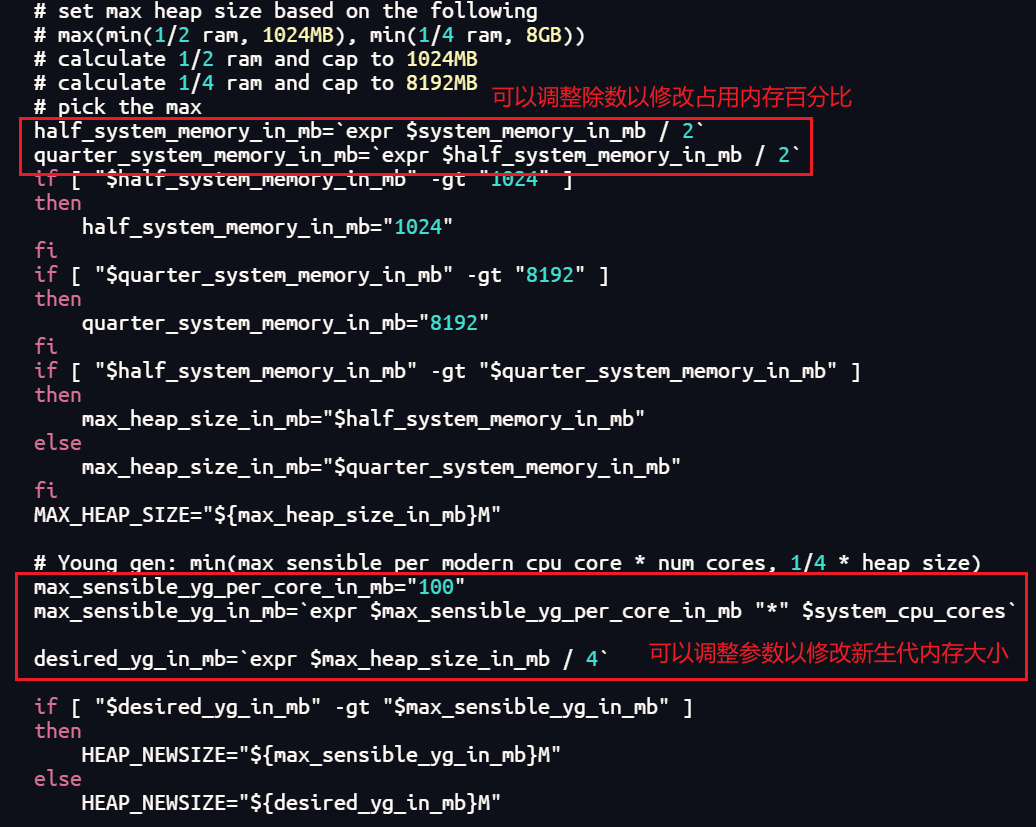 # set max heap size based on the following
# max(min(1/2 ram, 1024MB), min(1/4 ram, 8GB))
# calculate 1/2 ram and cap to 1024MB
# calculate 1/4 ram and cap to 8192MB
# pick the max
可以调整除数以修改占用内存百分比
half_system_memory_in_mb=`expr $system_memory_in_mb / 2`
quarter_system_memory_in_mb=`expr $half_system_memory_in_mb / 2`
if [ "$half_system_memory_in_mb" -gt "1024" ]
then
    half_system_memory_in_mb="1024"
fi
if [ "$quarter_system_memory_in_mb" -gt "8192" ]
then
    quarter_system_memory_in_mb="8192"
fi
if [ "$half_system_memory_in_mb" -gt "$quarter_system_memory_in_mb" ]
then
    max_heap_size_in_mb="$half_system_memory_in_mb"
else
    max_heap_size_in_mb="$quarter_system_memory_in_mb"
fi
MAX_HEAP_SIZE="${max_heap_size_in_mb}M"
# Young gen: min(max_sensible_per_modern_cpu_core * num_cores, 1/4 * heap size)
max_sensible_yg_per_core_in_mb="100"
max_sensible_yg_in_mb=`expr $max_sensible_yg_per_core_in_mb "*" $system_cpu_cores`
desired_yg_in_mb=`expr $max_heap_size_in_mb / 4`
可以调整参数以修改新生代内存大小
if [ "$desired_yg_in_mb" -gt "$max_sensible_yg_in_mb" ]
then
    HEAP_NEWSIZE="${max_sensible_yg_in_mb}M"
else
    HEAP_NEWSIZE="${desired_yg_in_mb}M"